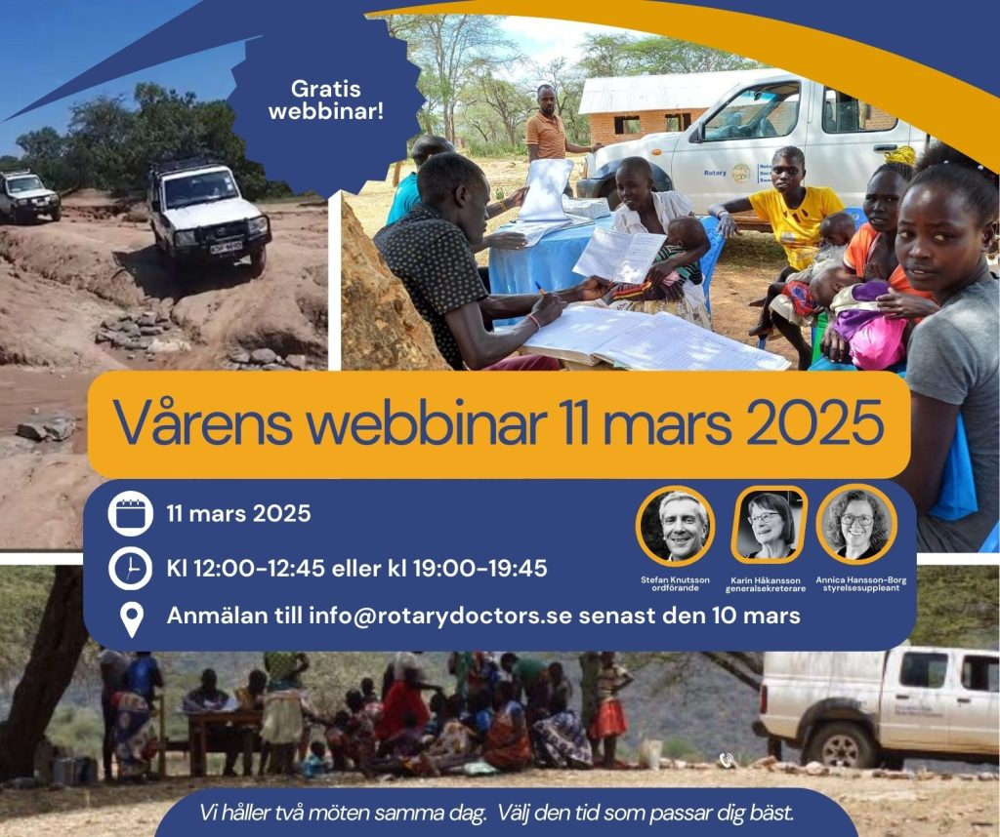 Gratis
webbinar!
Rotary
Vårens webbinar 11 mars 2025
11 mars 2025
Kl 12:00-12:45 eller kl 19:00-19:45
Anmälan till info@rotarydoctors.se senast den 10 mars
Stefan Knutsson
ordförande
Karin Håkansson
generalsekreterare
Annica Hansson-Borg
styrelsesuppleant
Vi håller två möten samma dag. Välj den tid som passar dig bäst.